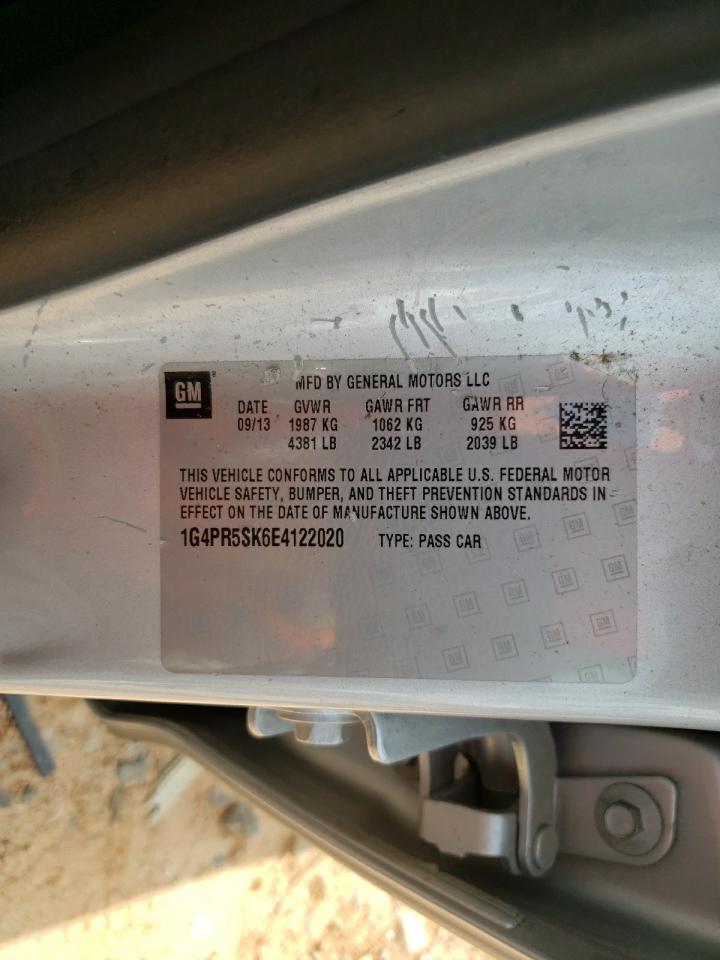 GM ® MFD BY GENERAL MOTORS LLC
DATE GVWR GAWR FRT GAWR RR
09/13 1987 KG 1062 KG 925 KG
4381 LB 2342 LB 2039 LB
THIS VEHICLE CONFORMS TO ALL APPLICABLE U.S. FEDERAL MOTOR
VEHICLE SAFETY, BUMPER, AND THEFT PREVENTION STANDARDS IN
EFFECT ON THE DATE OF MANUFACTURE SHOWN ABOVE.
1G4PR5SK6E4122020 TYPE: PASS CAR